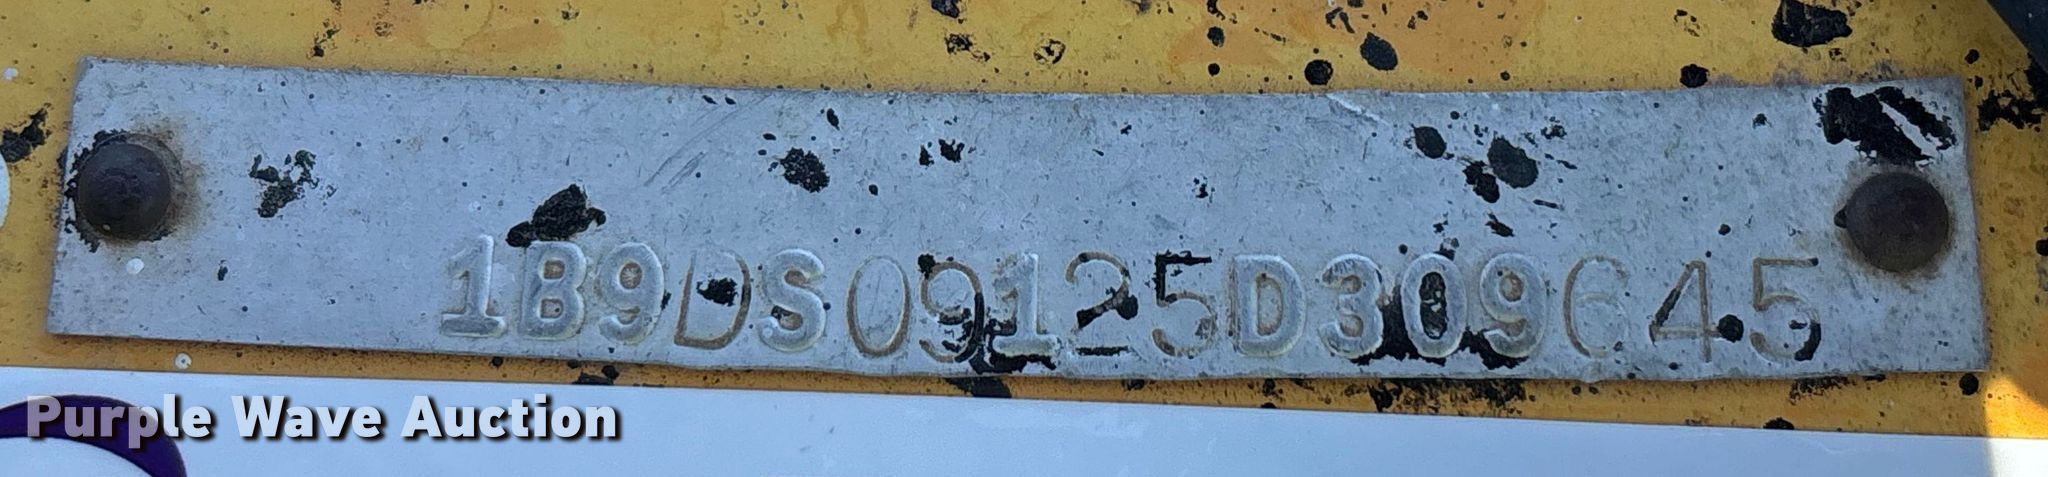 1B9DS09125D309645
Purple Wave Auction